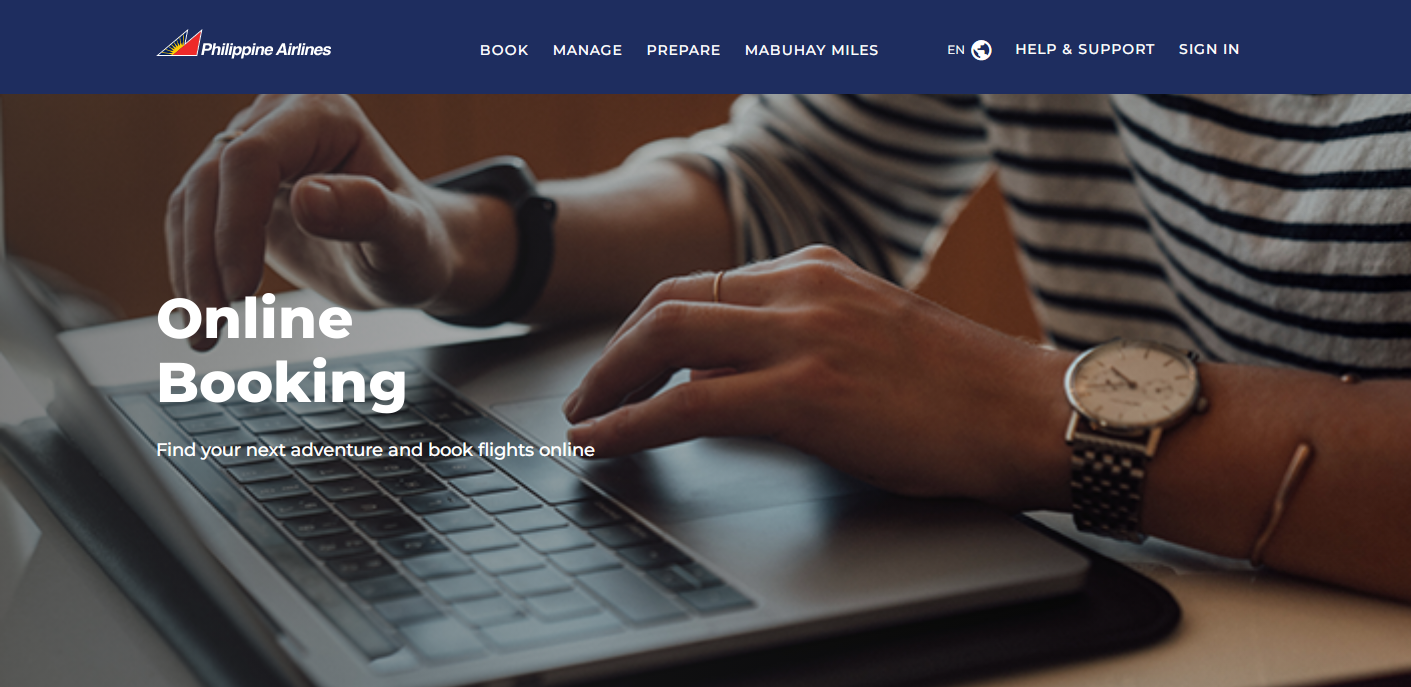 Philippine Airlines
BOOK MANAGE PREPARE MABUHAY MILES EN HELP & SUPPORT SIGN IN
Online
Booking
Find your next adventure and book flights online